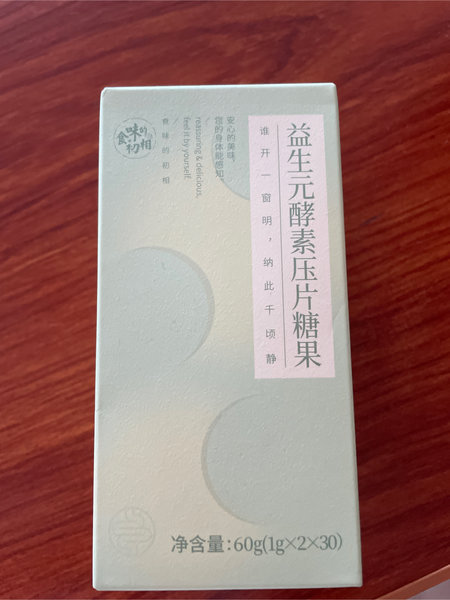 食味的初相
食味的初相
reassuring & delicious.
feel it by yourself.
安心的美味,
您的身体能感知。
谁开一窗明，纳此千顷静
益生元酵素压片糖果
净含量:60g(1g×2×30)